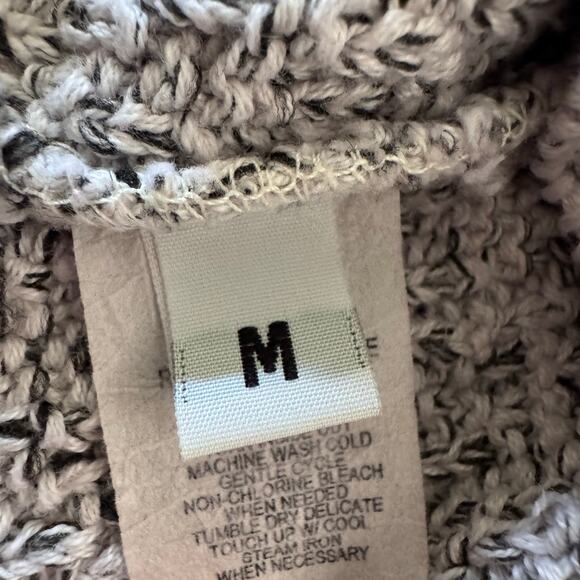 M
MACHINE WASH COLD
GENTLE CYCLE
NON-CHLORINE BLEACH
WHEN NEEDED
TUMBLE DRY DELICATE
TOUCH UP W/ COOL
STEAM IRON
WHEN NECESSARY